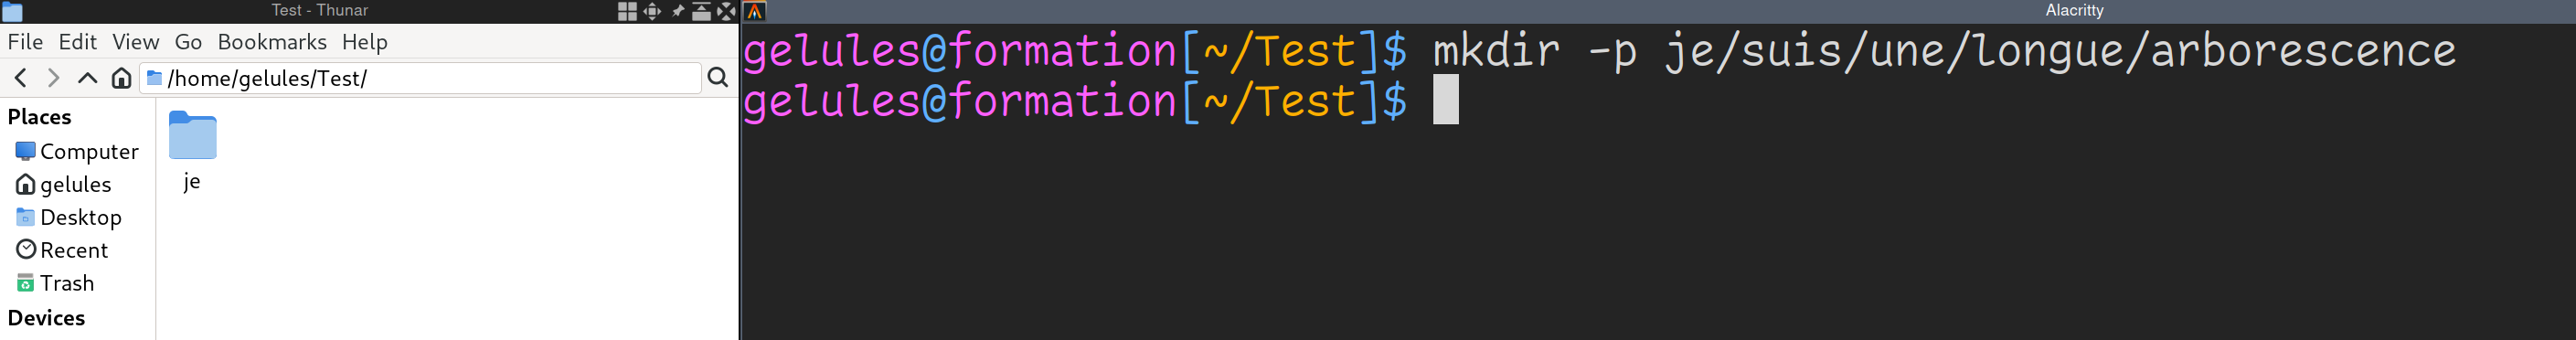 Test - Thunar
File Edit View Go Bookmarks Help
/home/gelules/Test/
Places
Computer
gelules
Desktop
Recent
Trash
Devices
je
Alacritty
gelules@formation[~/Test]$ mkdir -p je/suis/une/longue/arborescence
gelules@formation[~/Test]$